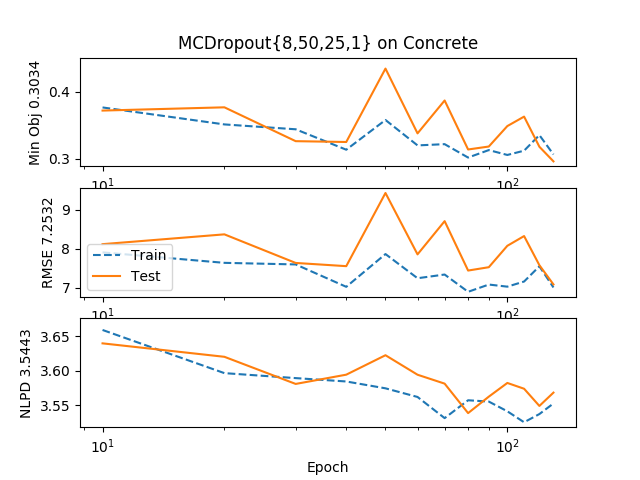 MCDropout{8,50,25,1} on Concrete
Min Obj 0.3034
0.4
0.3
10¹
10²
RMSE 7.2532
9
8
7
Train
Test
10¹
10²
NLPD 3.5443
3.65
3.60
3.55
10¹
10²
Epoch